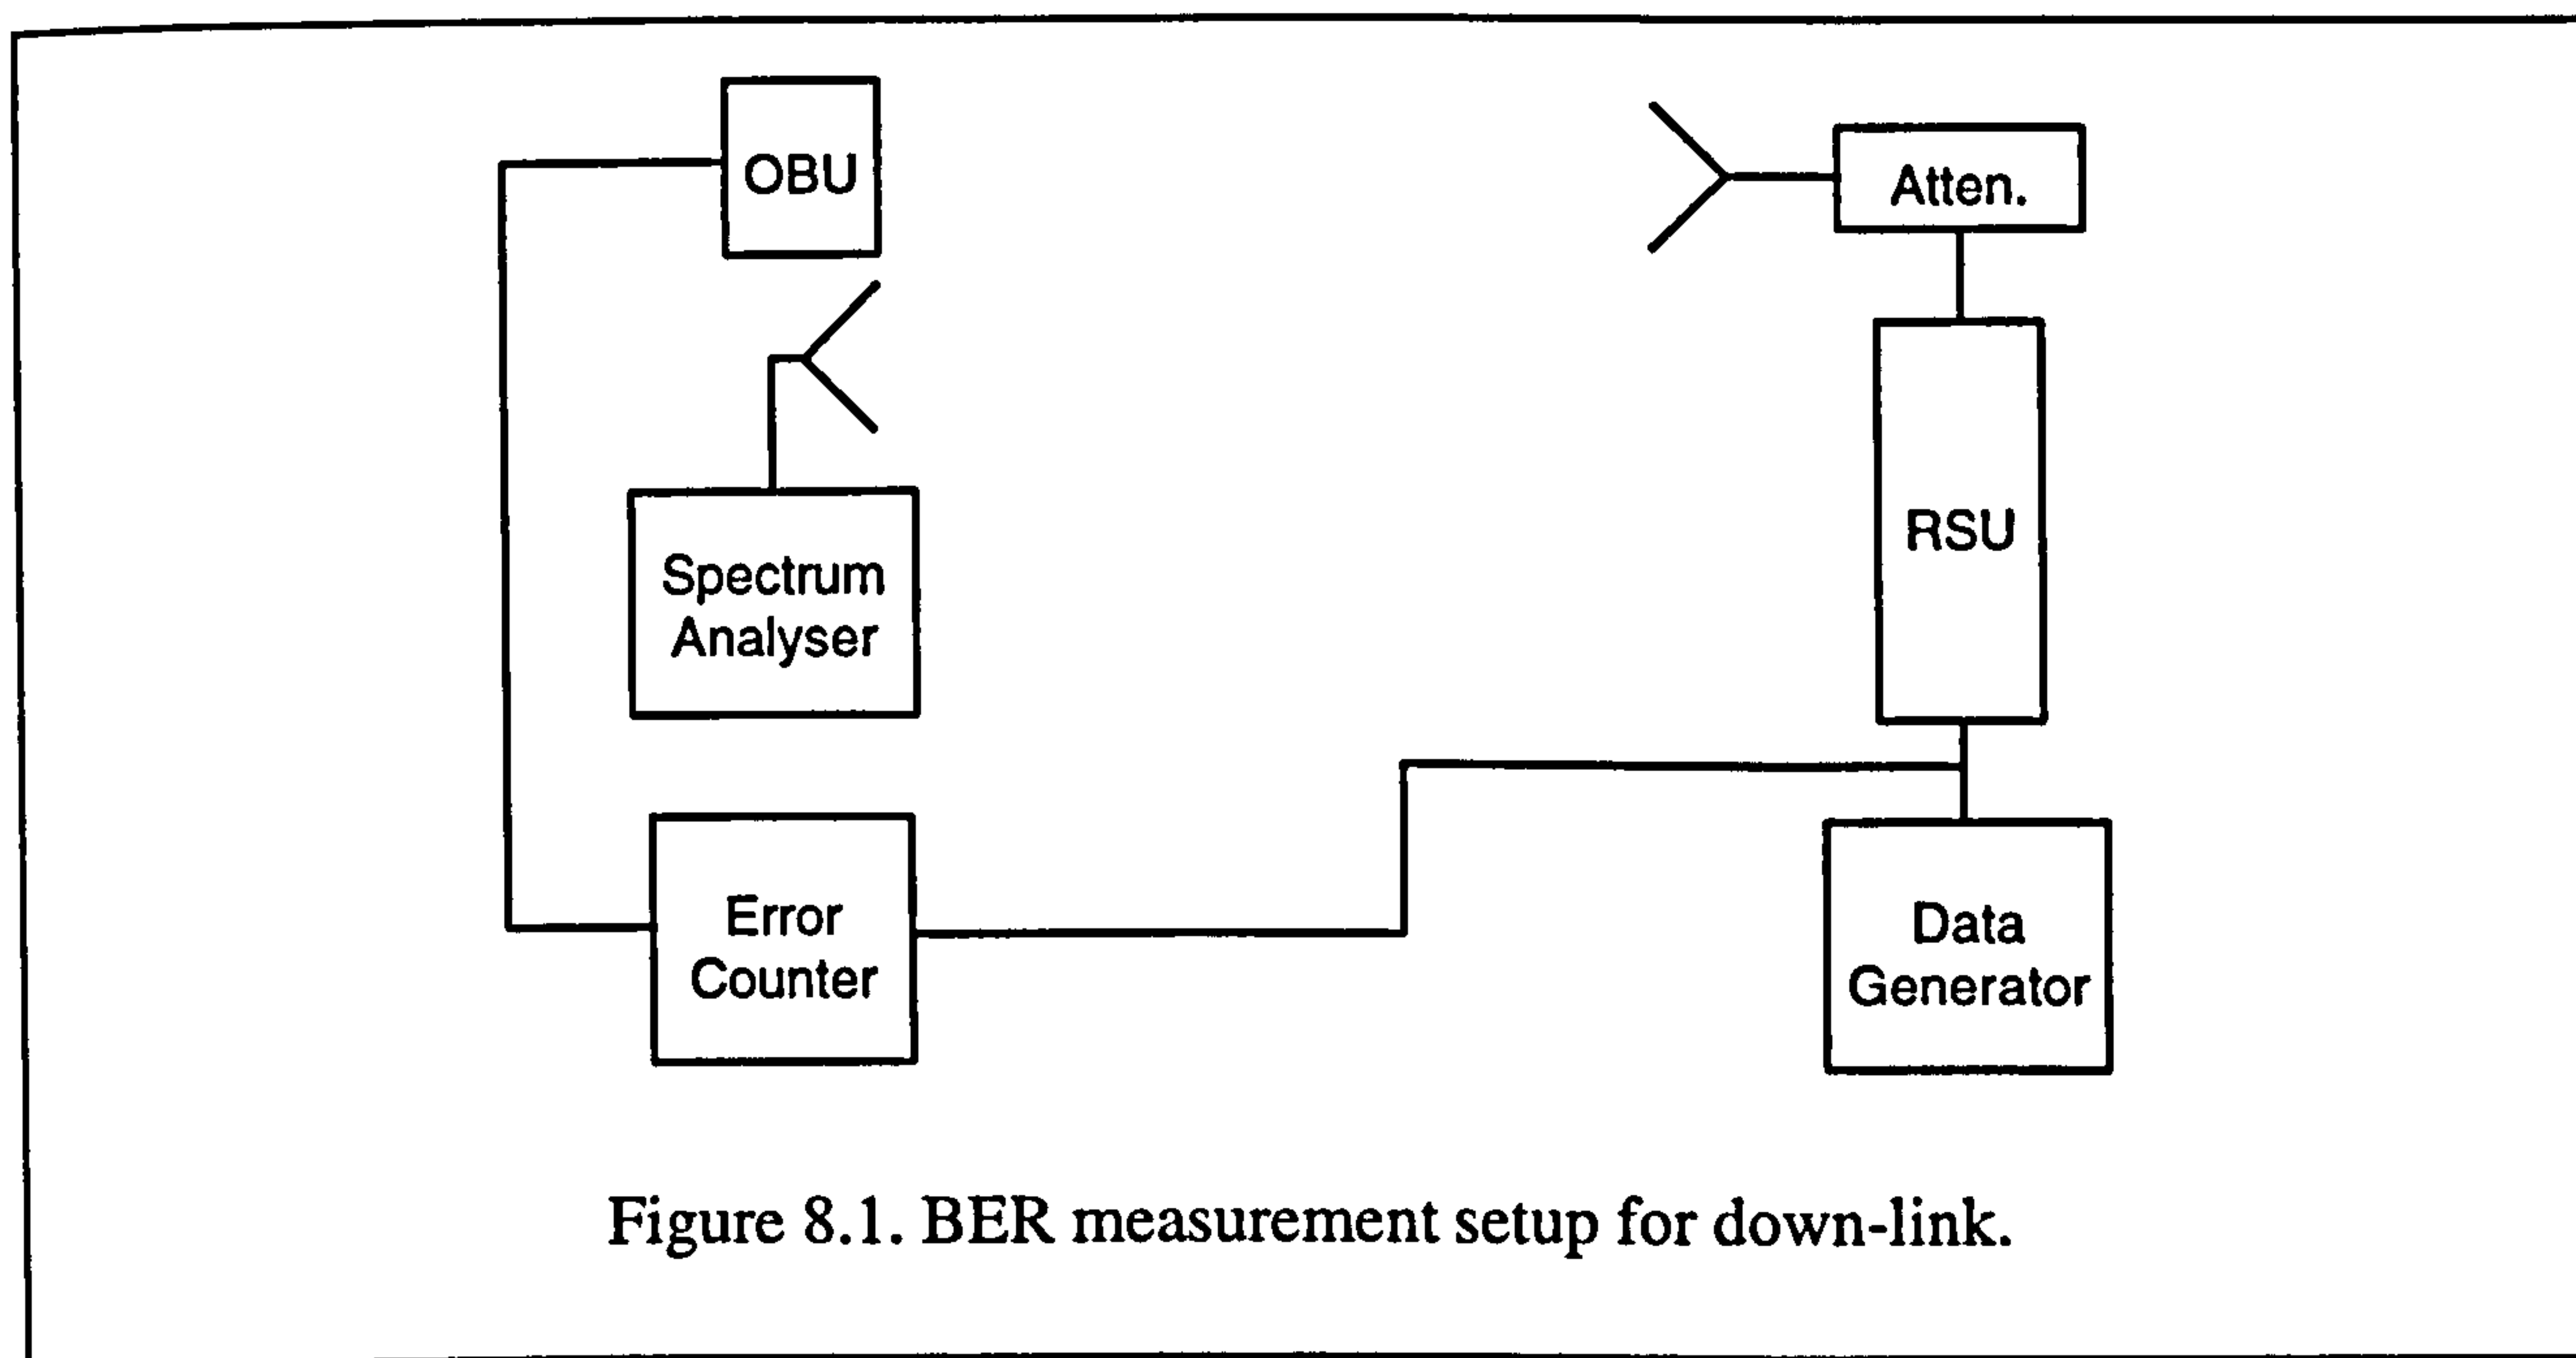 OBU
Atten.
Spectrum
Analyser
RSU
Error
Counter
Data
Generator
Figure 8.1. BER measurement setup for down-link.